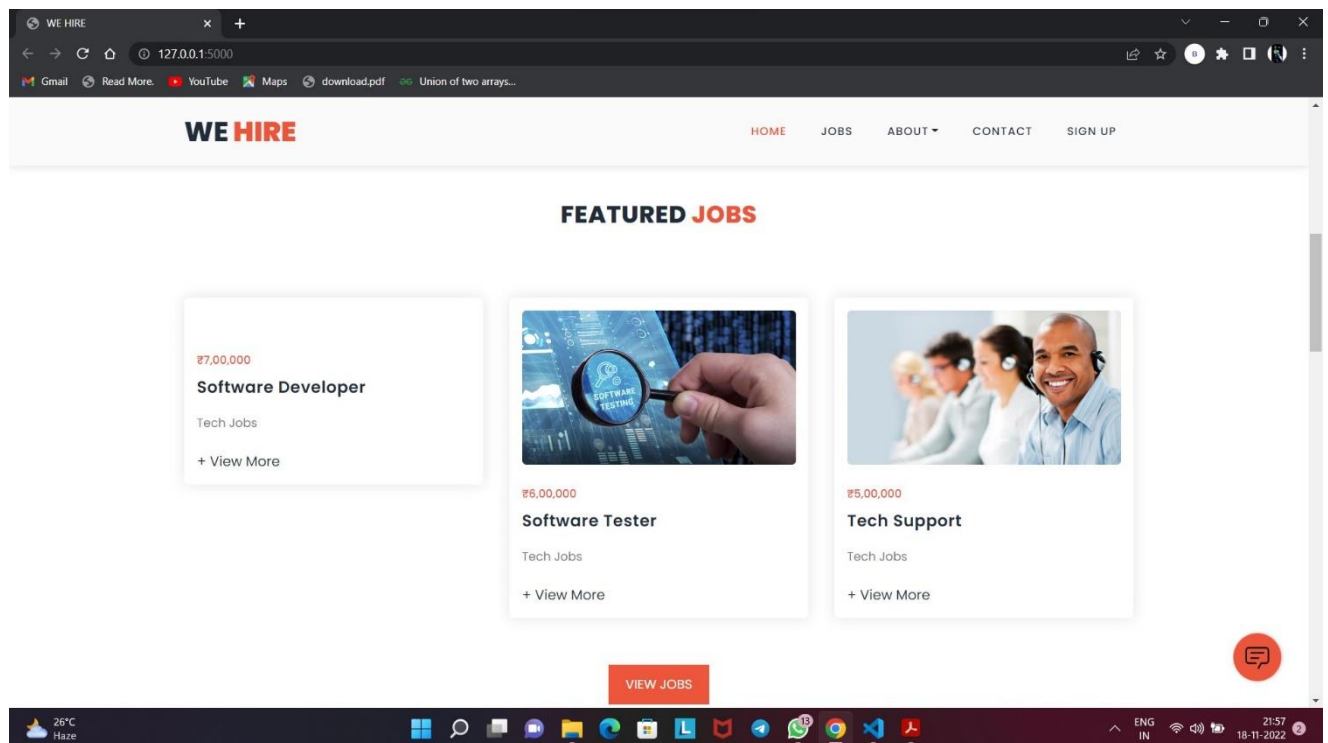 WE HIRE
127.0.0.1:5000
Gmail Read More. YouTube Maps download.pdf Union of two arrays...
WE HIRE
HOME JOBS ABOUT CONTACT SIGN UP
FEATURED JOBS
₹7,00,000
Software Developer
Tech Jobs
+ View More
SOFTWARE
TESTING
₹6,00,000
Software Tester
Tech Jobs
+ View More
₹5,00,000
Tech Support
Tech Jobs
+ View More
VIEW JOBS
26°C
Haze
L
13
ENG
IN
21:57
18-11-2022
2